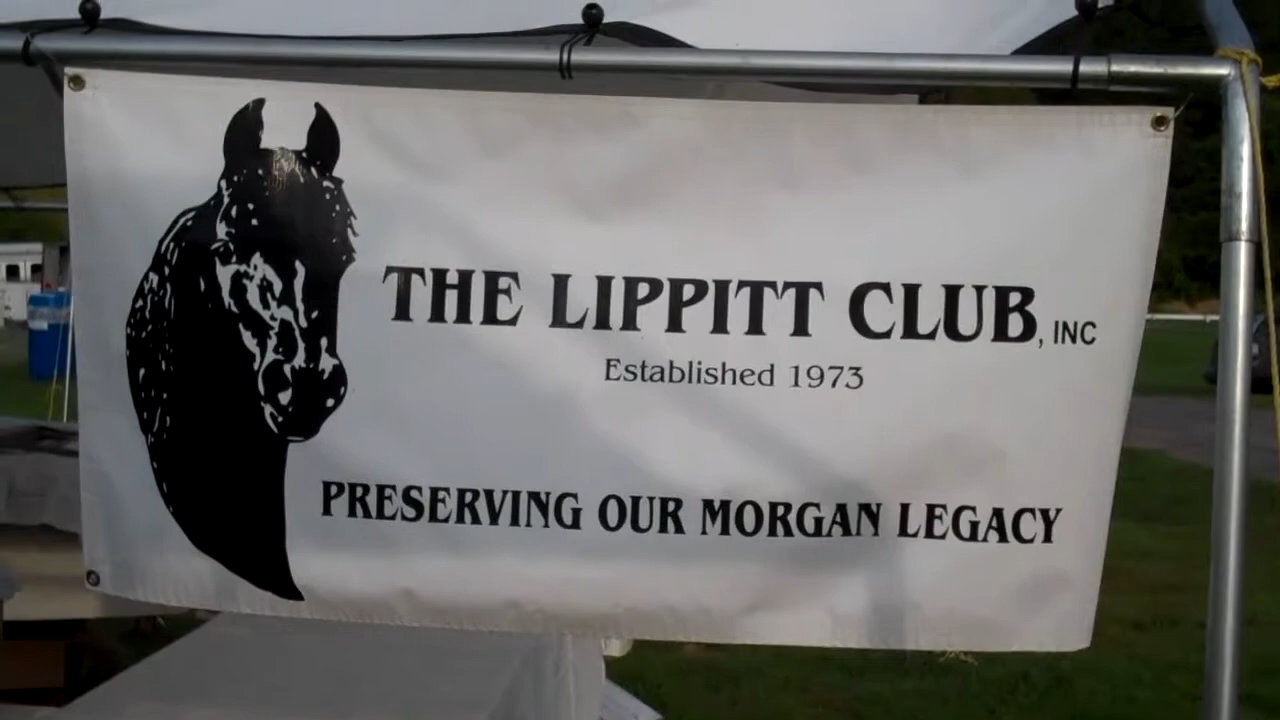 THE LIPPITT CLUB, INC
Established 1973
PRESERVING OUR MORGAN LEGACY